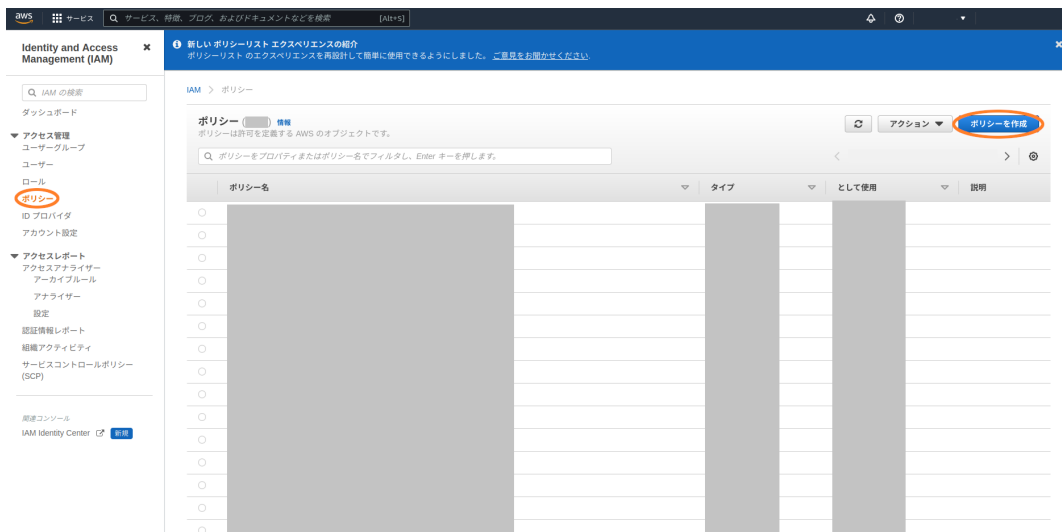 aws
サービス
サービス、特徴、ブログ、およびドキュメントなどを検索
[Alt+S]
Identity and Access
Management (IAM)
IAM の検索
ダッシュボード
アクセス管理
ユーザーグループ
ユーザー
ロール
ポリシー
ID プロバイダ
アカウント設定
アクセスレポート
アクセスアナライザー
アーカイブルール
アナライザー
設定
認証情報レポート
組織アクティビティ
サービスコントロールポリシー
(SCP)
関連コンソール
IAM Identity Center
新規
新しい ポリシーリスト エクスペリエンスの紹介
ポリシーリスト のエクスペリエンスを再設計して簡単に使用できるようにしました。 ご意見をお聞かせください.
IAM > ポリシー
ポリシー ( ) 情報
ポリシーは許可を定義する AWS のオブジェクトです。
アクション
ポリシーを作成
ポリシーをプロパティまたはポリシー名でフィルタし、Enter キーを押します。
ポリシー名
タイプ
として使用
説明